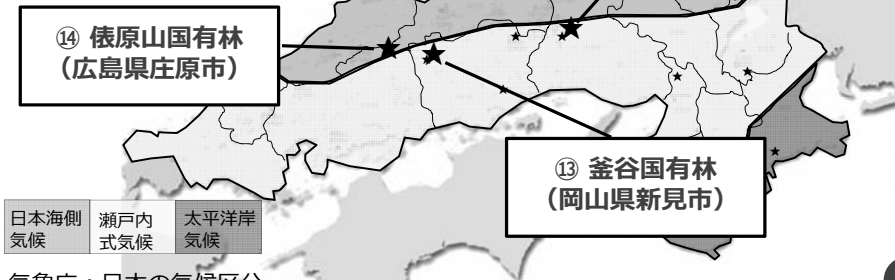 ⑭ 俵原山国有林
（広島県庄原市）
⑬ 釜谷国有林
（岡山県新見市）
日本海側
気候
瀬戸内
式気候
太平洋岸
気候
気象庁：日本の気候区分